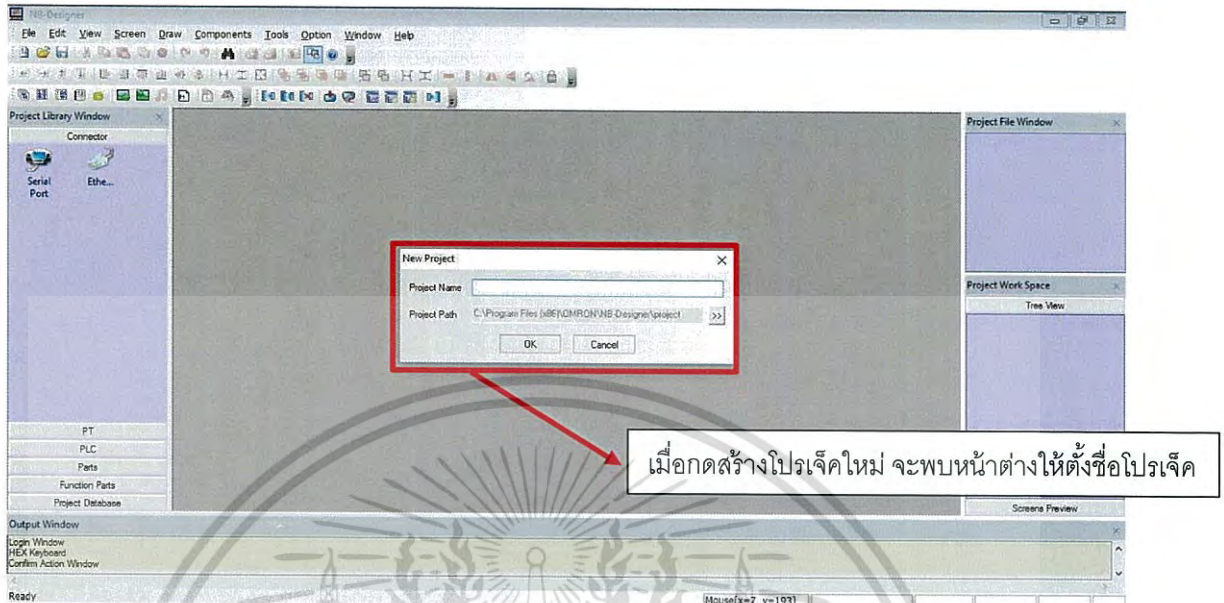 NB-Designer
File Edit View Screen Draw Components Tools Option Window Help
Project Library Window
Connector
Serial Port
Ethe...
PT
PLC
Parts
Function Parts
Project Database
New Project
Project Name
Project Path C:\Program Files (x86)\OMRON\NB-Designer\project >>
OK Cancel
Project File Window
Project Work Space
Tree View
เมื่อกดสร้างโปรเจ็คใหม่ จะพบหน้าต่างให้ตั้งชื่อโปรเจ็ค
Screens Preview
Output Window
Login Window
HEX Keyboard
Confirm Action Window
Ready
Mouse[x=7 y=193]